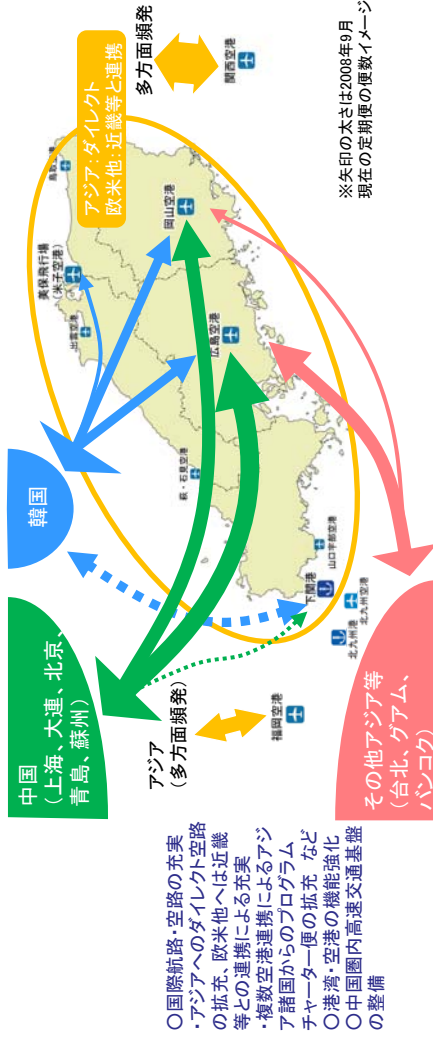 中国
(上海、大連、北京、
青島、蘇州)
韓国
アジア
(多方面頻発)
福岡空港
その他アジア等
(台北、グアム、
バンコク)
北九州港
北九州空港
下関港
山口宇部空港
萩・石見空港
出雲空港
美保飛行場
(米子空港)
鳥取空港
広島空港
岡山空港
アジア:ダイレクト
欧米他:近畿等と連携
多方面頻発
関西空港
※矢印の太さは2008年9月
現在の定期便の便数イメージ
○国際航路・空路の充実
・アジアへのダイレクト空路
の拡充、欧米他へは近畿
等との連携による充実
・複数空港連携によるアジ
ア諸国からのプログラム
チャーター便の拡充 など
○港湾・空港の機能強化
○中国圏内高速交通基盤
の整備